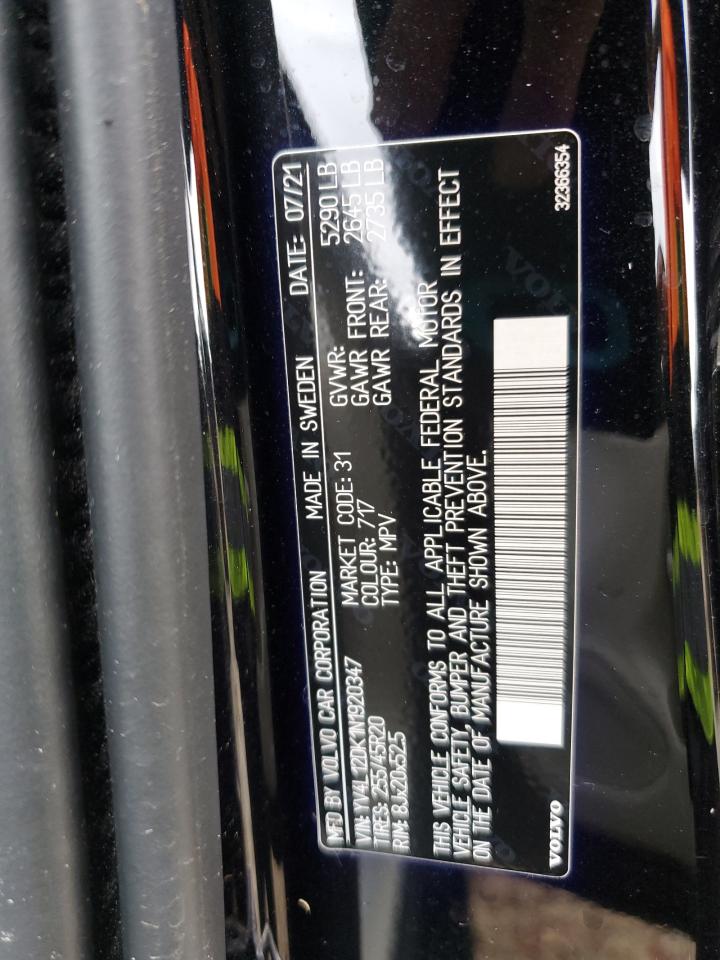 MFD BY VOLVO CAR CORPORATION MADE IN SWEDEN DATE: 07/21
VIN: YV4L12DK1N1920347 MARKET CODE: 31 GVWR: 5290 LB
TIRES: 255/45R20 COLOUR: 717 GAWR FRONT: 2645 LB
RIM: 8Jx20x52.5 TYPE: MPV GAWR REAR: 2735 LB
THIS VEHICLE CONFORMS TO ALL APPLICABLE FEDERAL MOTOR
VEHICLE SAFETY, BUMPER AND THEFT PREVENTION STANDARDS IN EFFECT
ON THE DATE OF MANUFACTURE SHOWN ABOVE.
VOLVO 32366354